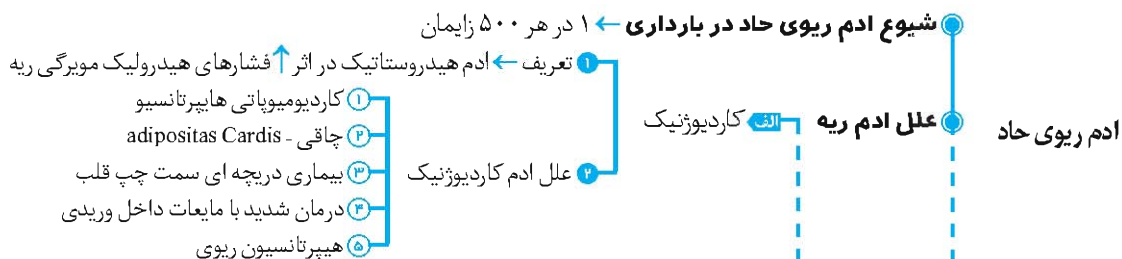 ادم ریوی حاد
شیوع ادم ریوی حاد در بارداری ← ۱ در هر ۵۰۰ زایمان
علل ادم ریه
الف کاردیوژنیک
۱ تعریف ← ادم هیدروستاتیک در اثر ↑ فشارهای هیدرولیک مویرگی ریه
۲ علل ادم کاردیوژنیک
۱ کاردیومیوپاتی هایپرتانسیو
۲ چاقی - adipositas Cardis
۳ بیماری دریچه ای سمت چپ قلب
۴ درمان شدید با مایعات داخل وریدی
۵ هیپرتانسیون ریوی